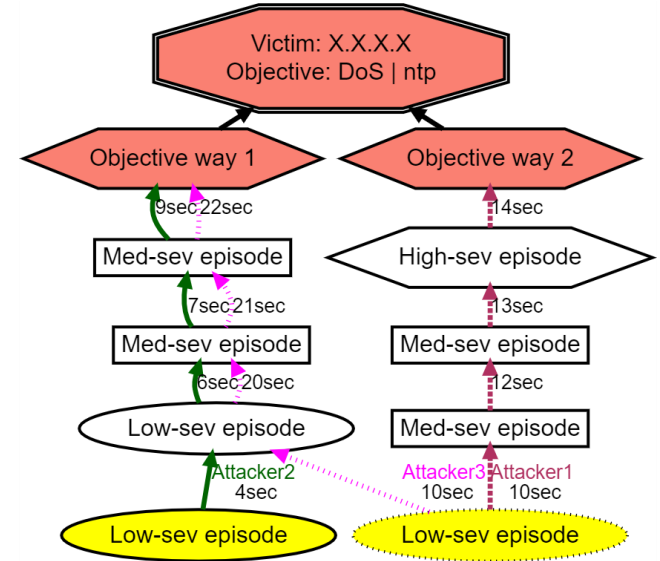 Victim: X.X.X.X
Objective: DoS | ntp
Objective way 1
Objective way 2
9sec 22sec
14sec
Med-sev episode
High-sev episode
7sec 21sec
13sec
Med-sev episode
Med-sev episode
6sec 20sec
12sec
Low-sev episode
Med-sev episode
Attacker2
4sec
Attacker3
10sec
Attacker1
10sec
Low-sev episode
Low-sev episode